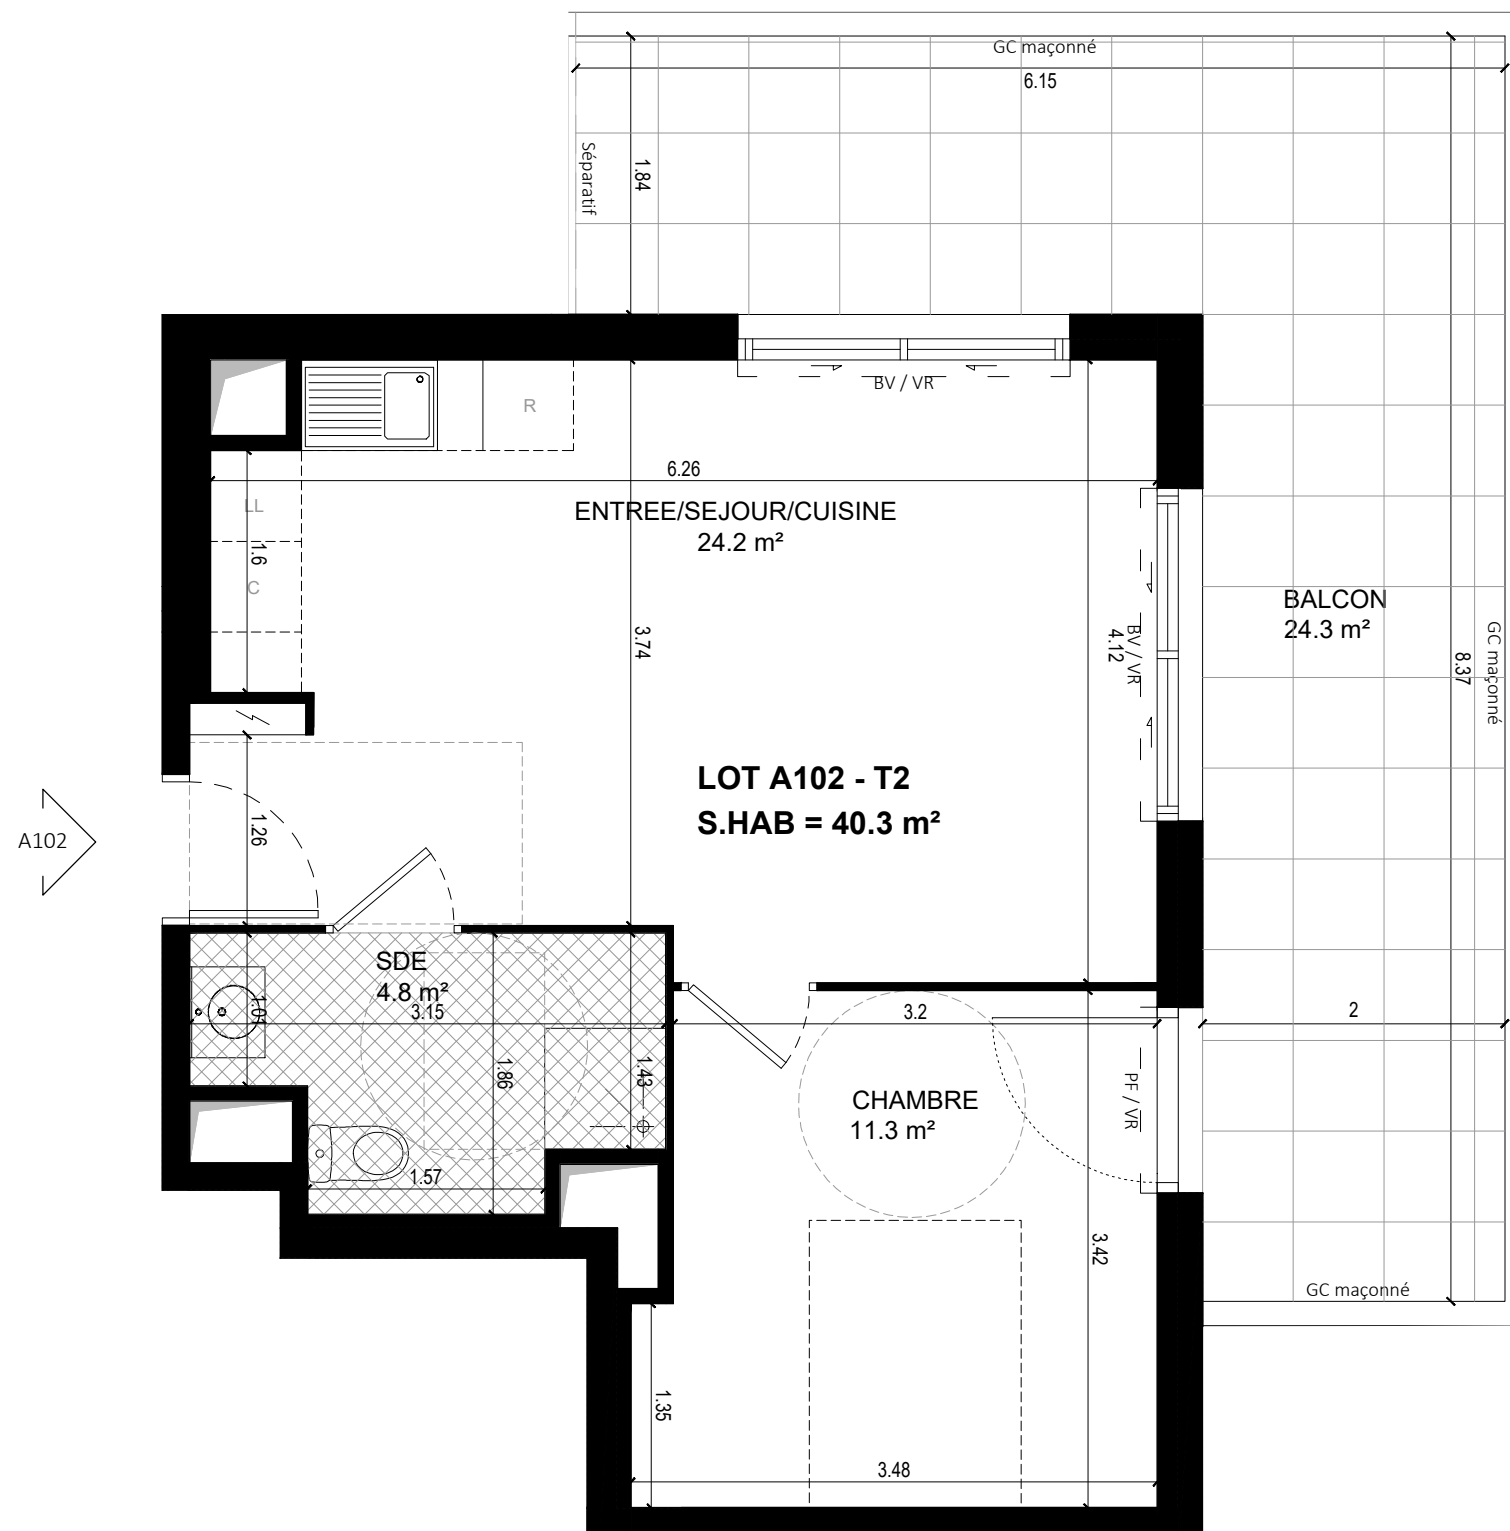 GC maçonné
6.15
Séparatif
1.84
BV / VR
R
6.26
ENTREE/SEJOUR/CUISINE
24.2 m²
LL
1.6
C
3.74
BV / VR
4.12
BALCON
24.3 m²
GC maçonné
8.37
LOT A102 - T2
S.HAB = 40.3 m²
A102
1.26
SDE
4.8 m²
3.15
1.01
1.86
1.43
3.2
2
CHAMBRE
11.3 m²
PF / VR
1.57
3.42
GC maçonné
1.35
3.48